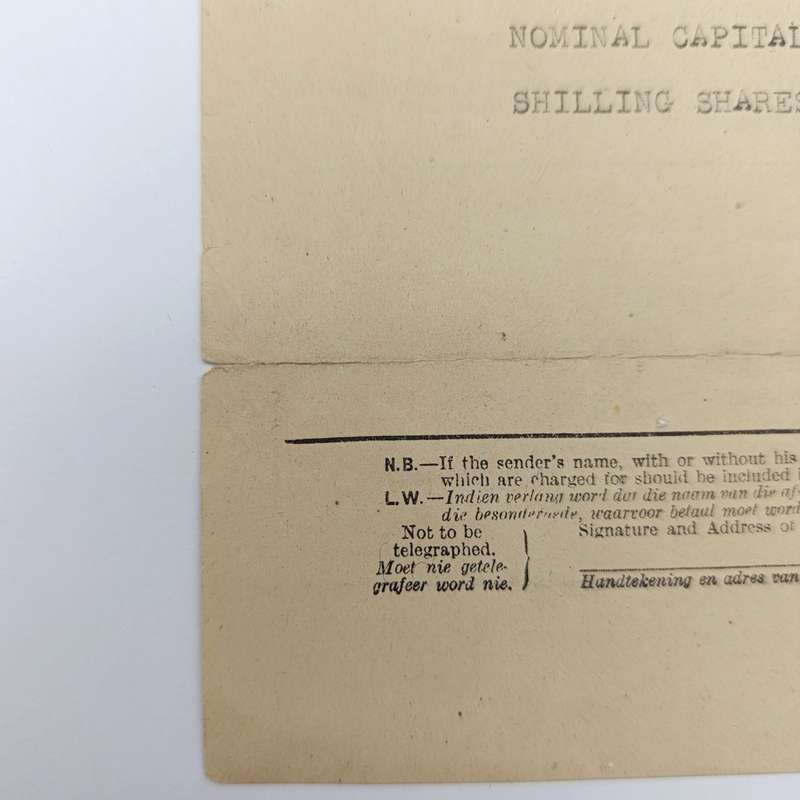 NOMINAL CAPITAL
SHILLING SHARES
N.B.—If the sender's name, with or without his
which are charged for should be included
L.W.—Indien verlang word dat die naam van die
die besonderhede, waarvoor betaal moet word
Not to be
telegraphed.
Moet nie getele-
grafeer word nie.
Signature and Address of
Handtekening en adres van